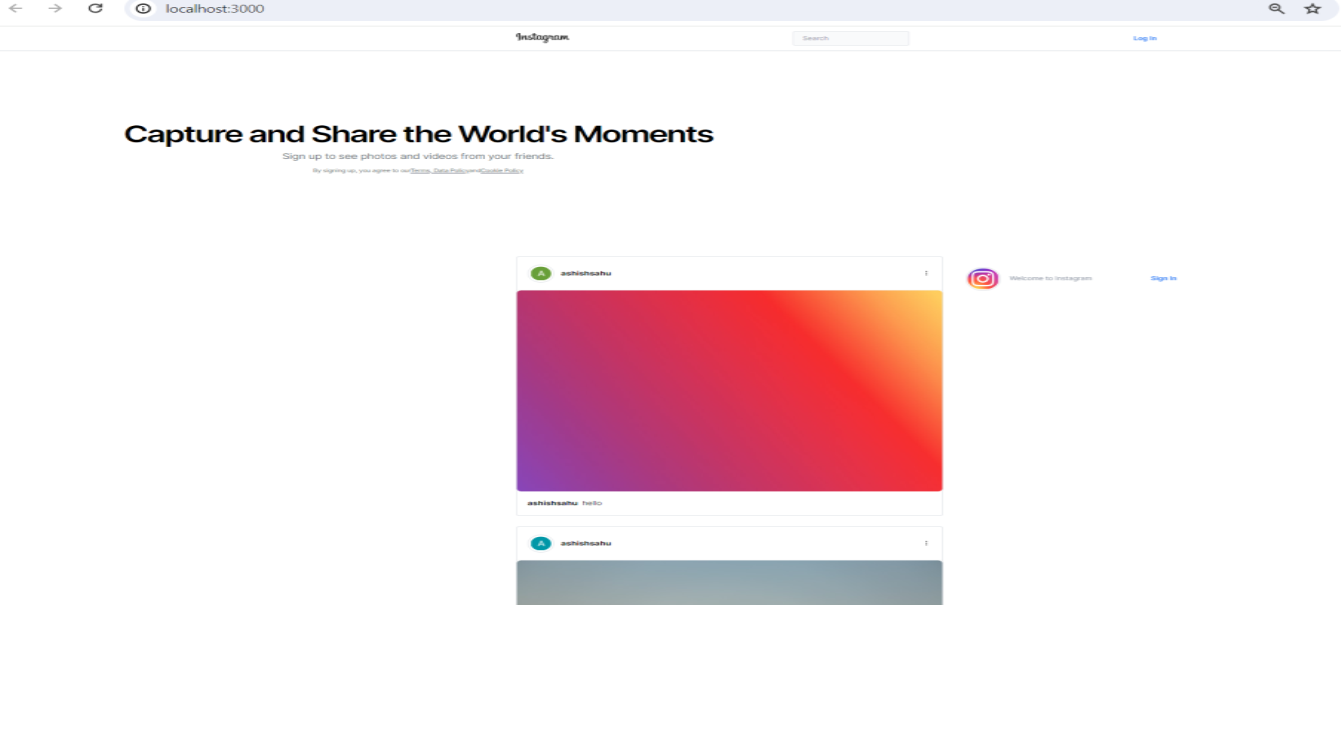 localhost:3000
Instagram
Search
Log In
Capture and Share the World's Moments
Sign up to see photos and videos from your friends.
By signing up, you agree to ourTerms, Data PolicyandCookie Policy
A ashishsahu
Welcome to Instagram Sign In
ashishsahu hello
A ashishsahu